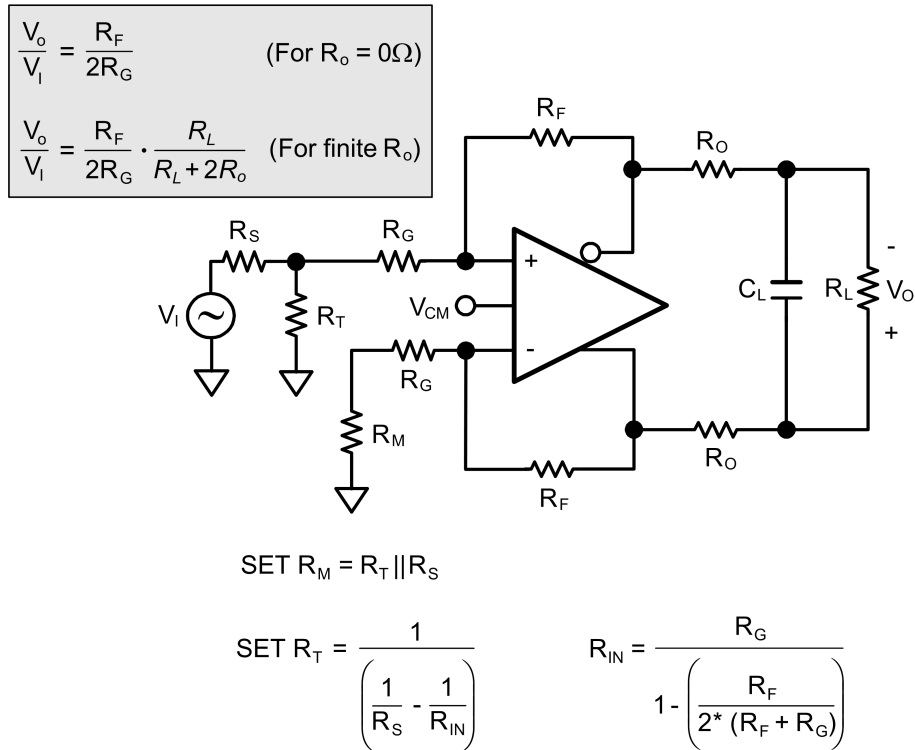 V_o/V_I = R_F/2R_G (For R_o = 0Ω)
V_o/V_I = R_F/2R_G · R_L/R_L + 2R_o (For finite R_o)
R_F
R_O
R_S
R_G
+
-
V_I
R_T
V_CM
C_L
R_L
V_O
-
+
R_G
R_M
R_F
R_O
SET R_M = R_T||R_S
SET R_T = 1/(1/R_S - 1/R_IN)
R_IN = R_G/1-(R_F/2* (R_F + R_G))